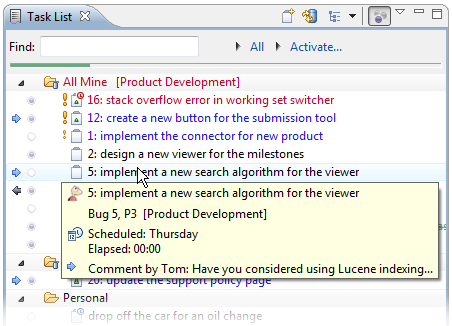 Task List
Find:
All
Activate...
All Mine [Product Development]
16: stack overflow error in working set switcher
12: create a new button for the submission tool
1: implement the connector for new product
2: design a new viewer for the milestones
5: implement a new search algorithm for the viewer
5: implement a new search algorithm for the viewer
Bug 5, P3 [Product Development]
Scheduled: Thursday
Elapsed: 00:00
Comment by Tom: Have you considered using Lucene indexing...
20: update the support policy page
Personal
drop off the car for an oil change